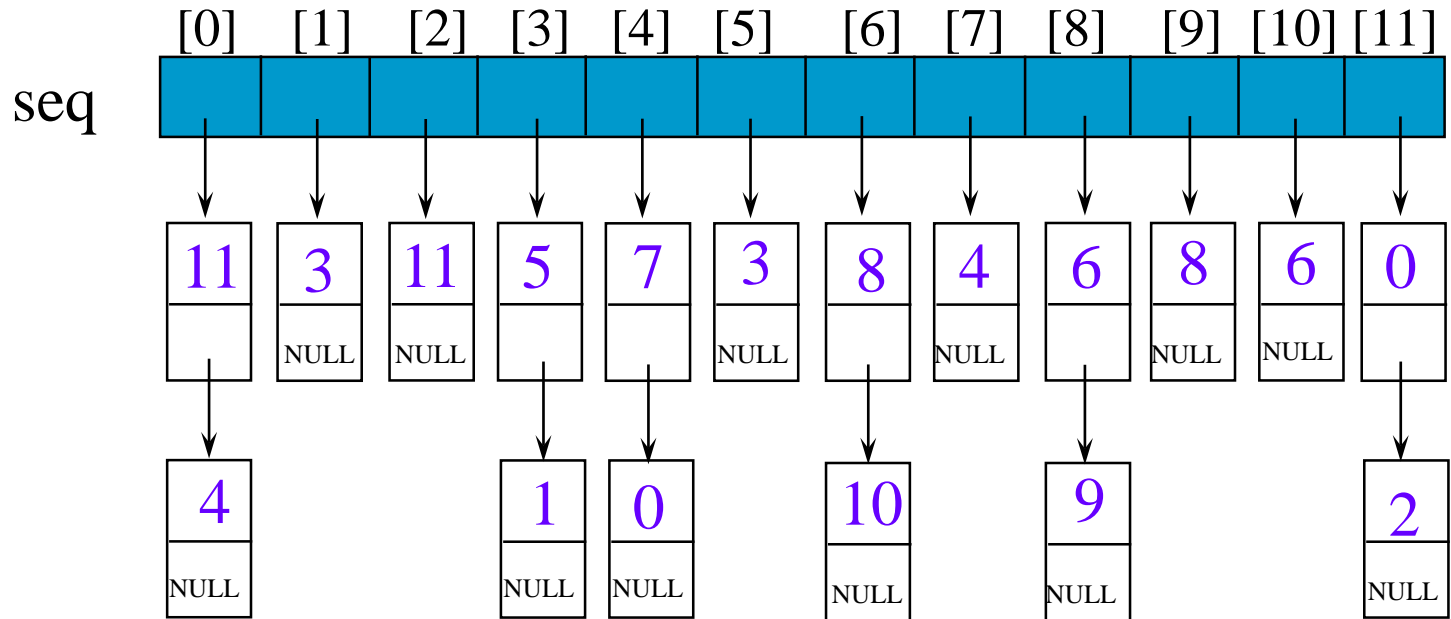 [0] [1] [2] [3] [4] [5] [6] [7] [8] [9] [10] [11]
seq
11 3 11 5 7 3 8 4 6 8 6 0
NULL NULL NULL NULL NULL NULL
4 1 0 10 9 2
NULL NULL NULL NULL NULL NULL